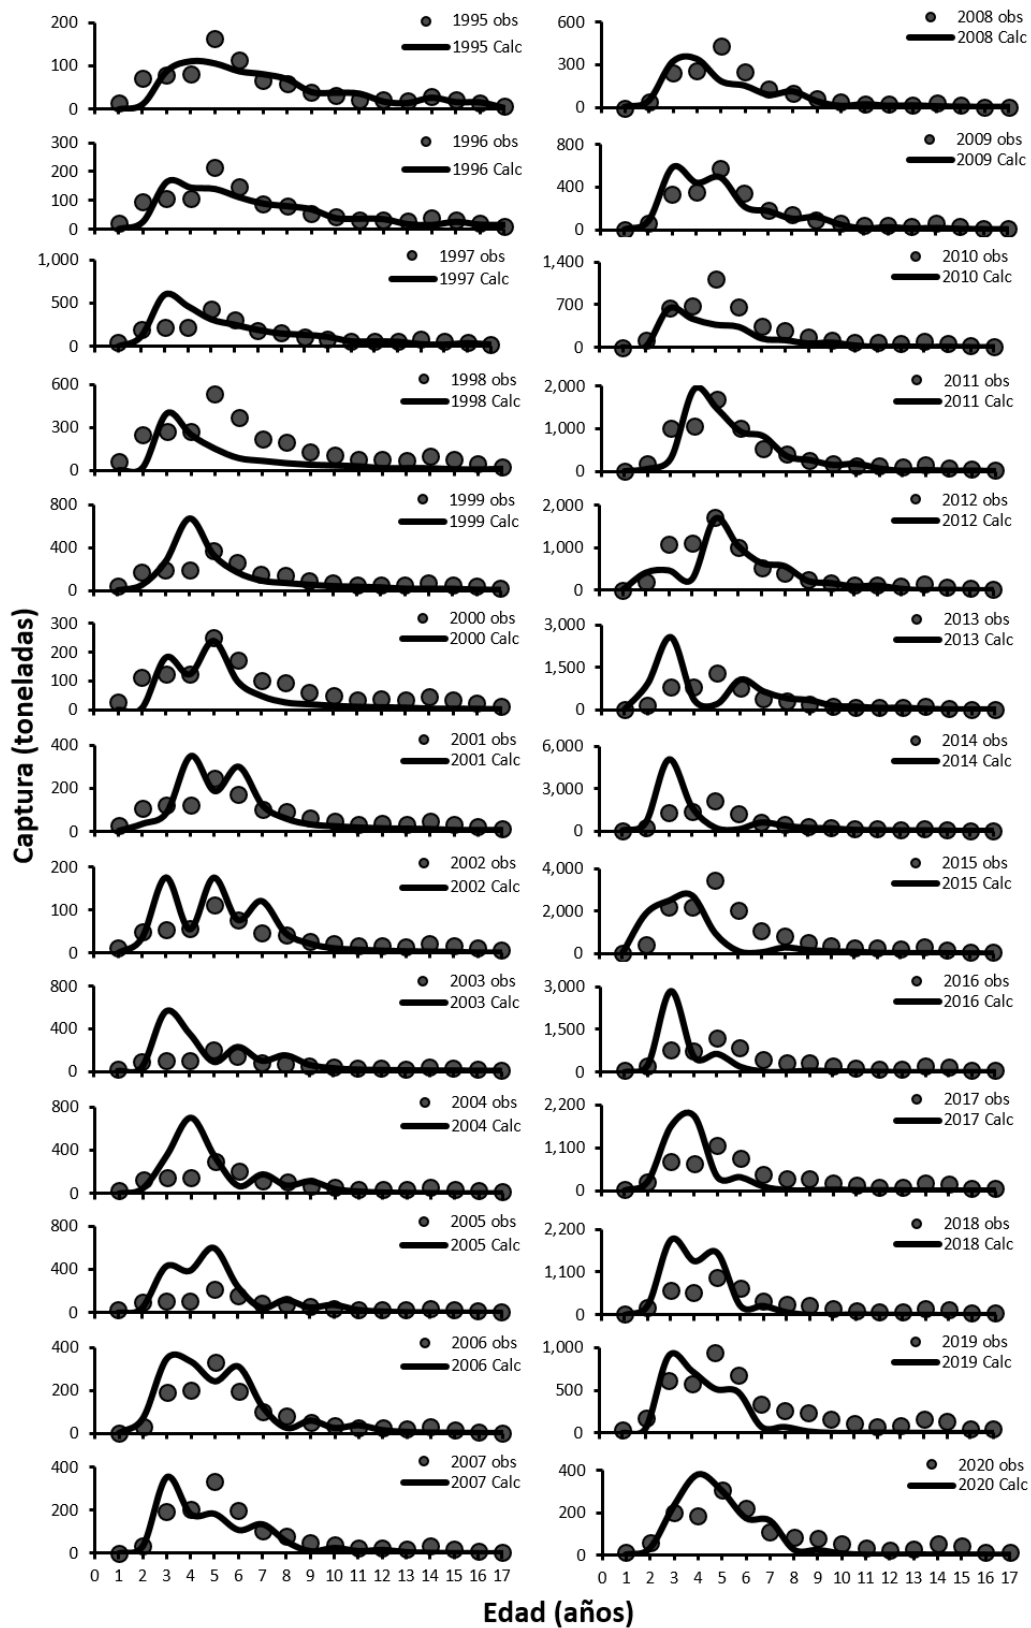 Captura (toneladas)
200
100
0
1995 obs
1995 Calc
300
200
100
0
1996 obs
1996 Calc
1,000
500
0
1997 obs
1997 Calc
600
300
0
1998 obs
1998 Calc
800
400
0
1999 obs
1999 Calc
300
200
100
0
2000 obs
2000 Calc
400
200
0
2001 obs
2001 Calc
200
100
0
2002 obs
2002 Calc
800
400
0
2003 obs
2003 Calc
800
400
0
2004 obs
2004 Calc
800
400
0
2005 obs
2005 Calc
400
200
0
2006 obs
2006 Calc
400
200
0
2007 obs
2007 Calc
0 1 2 3 4 5 6 7 8 9 10 11 12 13 14 15 16 17
600
300
0
2008 obs
2008 Calc
800
400
0
2009 obs
2009 Calc
1,400
700
0
2010 obs
2010 Calc
2,000
1,000
0
2011 obs
2011 Calc
2,000
1,000
0
2012 obs
2012 Calc
3,000
1,500
0
2013 obs
2013 Calc
6,000
3,000
0
2014 obs
2014 Calc
4,000
2,000
0
2015 obs
2015 Calc
3,000
1,500
0
2016 obs
2016 Calc
2,200
1,100
0
2017 obs
2017 Calc
2,200
1,100
0
2018 obs
2018 Calc
1,000
500
0
2019 obs
2019 Calc
400
200
0
2020 obs
2020 Calc
0 1 2 3 4 5 6 7 8 9 10 11 12 13 14 15 16 17
Edad (años)